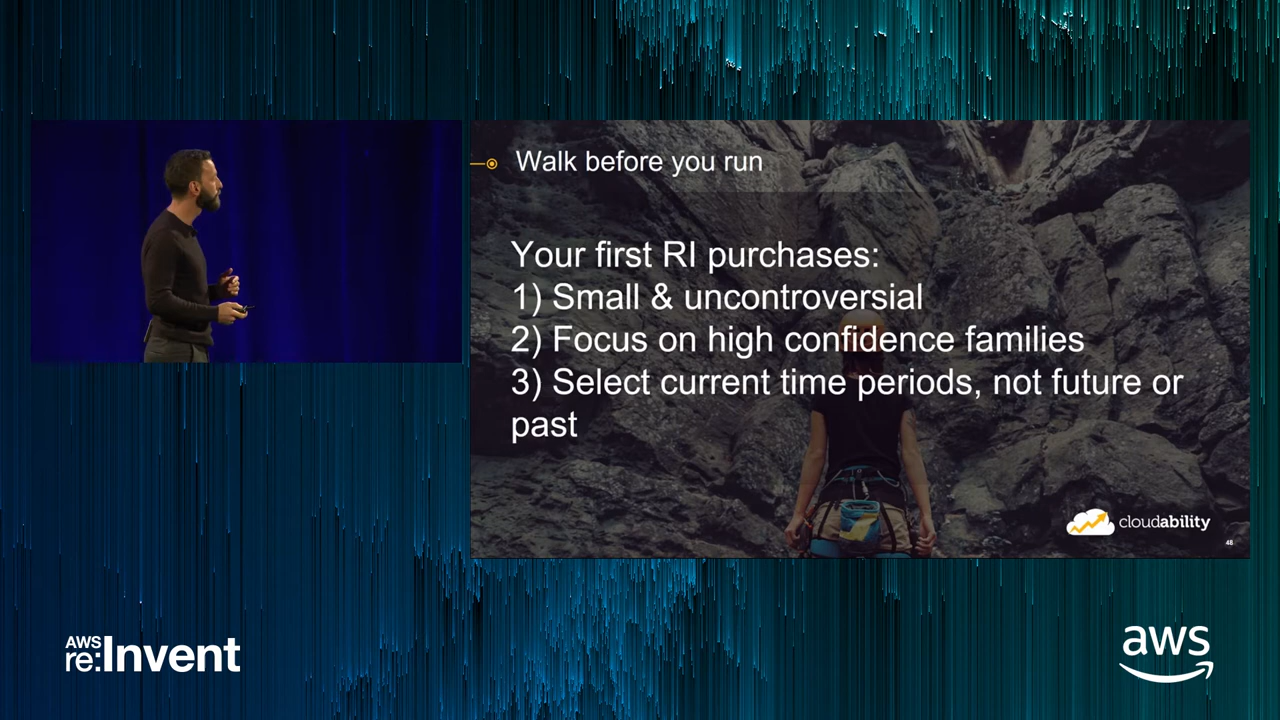 Walk before you run
Your first RI purchases:
1) Small & uncontroversial
2) Focus on high confidence families
3) Select current time periods, not future or
past
cloudability
48
AWS
re:Invent
aws